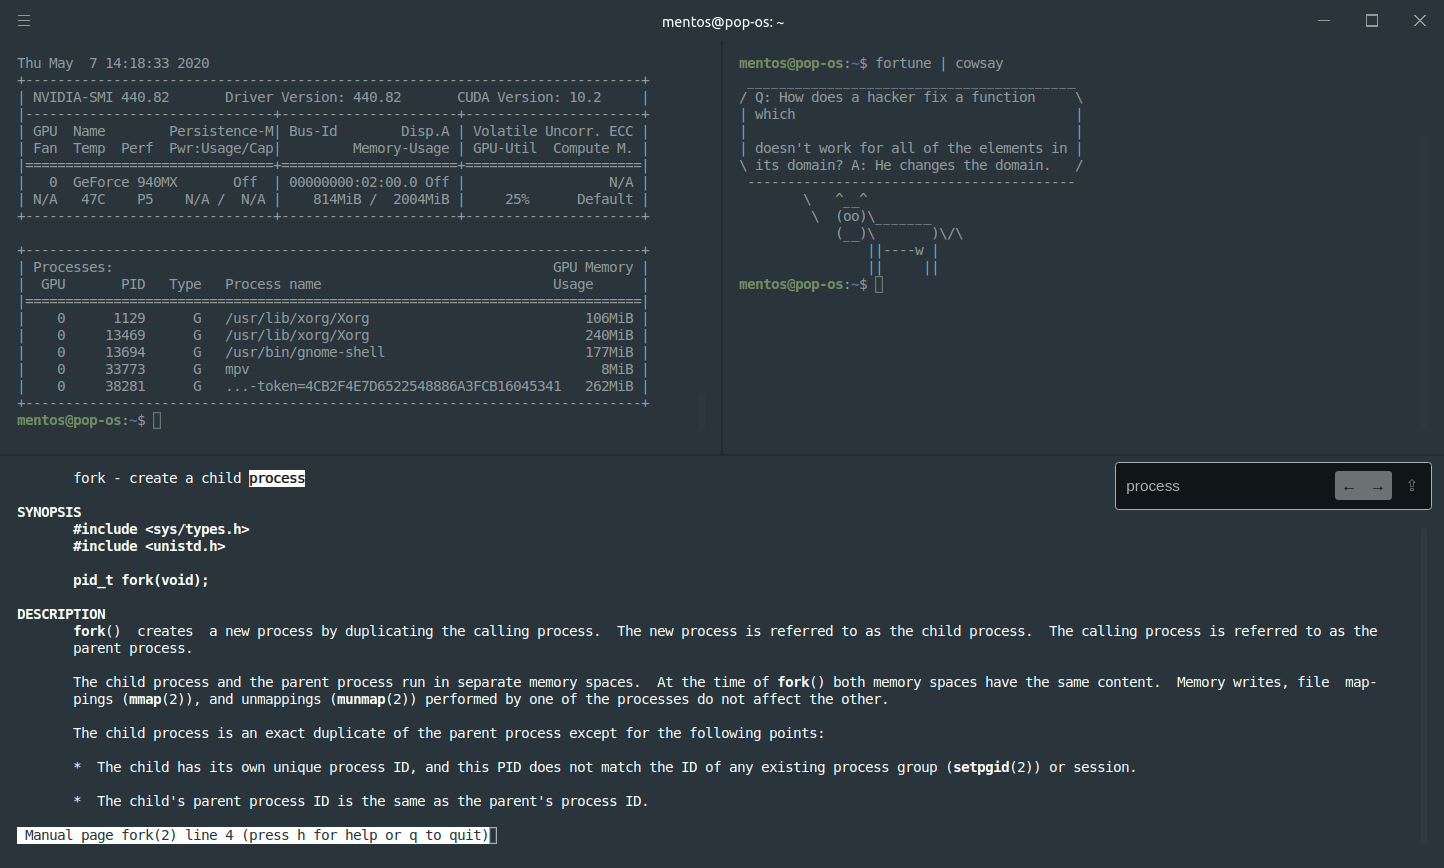 mentos@pop-os: ~
Thu May  7 14:18:33 2020
+-----------------------------------------------------------------------------+
| NVIDIA-SMI 440.82       Driver Version: 440.82       CUDA Version: 10.2     |
|-------------------------------+----------------------+----------------------+
| GPU  Name        Persistence-M| Bus-Id        Disp.A | Volatile Uncorr. ECC |
| Fan  Temp  Perf  Pwr:Usage/Cap|         Memory-Usage | GPU-Util  Compute M. |
|===============================+======================+======================|
|   0  GeForce 940MX       Off  | 00000000:02:00.0 Off |                  N/A |
| N/A   47C    P5    N/A /  N/A |    814MiB /  2004MiB |     25%      Default |
+-------------------------------+----------------------+----------------------+
+-----------------------------------------------------------------------------+
| Processes:                                                       GPU Memory |
|  GPU       PID   Type   Process name                             Usage      |
|=============================================================================|
|    0      1129      G   /usr/lib/xorg/Xorg                           106MiB |
|    0     13469      G   /usr/lib/xorg/Xorg                           240MiB |
|    0     13694      G   /usr/bin/gnome-shell                         177MiB |
|    0     33773      G   mpv                                            8MiB |
|    0     38281      G   ...-token=4CB2F4E7D6522548886A3FCB16045341   262MiB |
+-----------------------------------------------------------------------------+
mentos@pop-os:~$
mentos@pop-os:~$ fortune | cowsay
 _________________________________________
/ Q: How does a hacker fix a function     \
| which                                   |
|                                         |
| doesn't work for all of the elements in |
\ its domain? A: He changes the domain.   /
 -----------------------------------------
        \   ^__^
         \  (oo)\_______
            (__)\       )\/\
                ||----w |
                ||     ||
mentos@pop-os:~$
process
← → ⇪
       fork - create a child process
SYNOPSIS
       #include <sys/types.h>
       #include <unistd.h>
       pid_t fork(void);
DESCRIPTION
       fork()  creates  a new process by duplicating the calling process.  The new process is referred to as the child process.  The calling process is referred to as the
       parent process.
       The child process and the parent process run in separate memory spaces.  At the time of fork() both memory spaces have the same content.  Memory writes, file  map-
       pings (mmap(2)), and unmappings (munmap(2)) performed by one of the processes do not affect the other.
       The child process is an exact duplicate of the parent process except for the following points:
       *  The child has its own unique process ID, and this PID does not match the ID of any existing process group (setpgid(2)) or session.
       *  The child's parent process ID is the same as the parent's process ID.
 Manual page fork(2) line 4 (press h for help or q to quit)